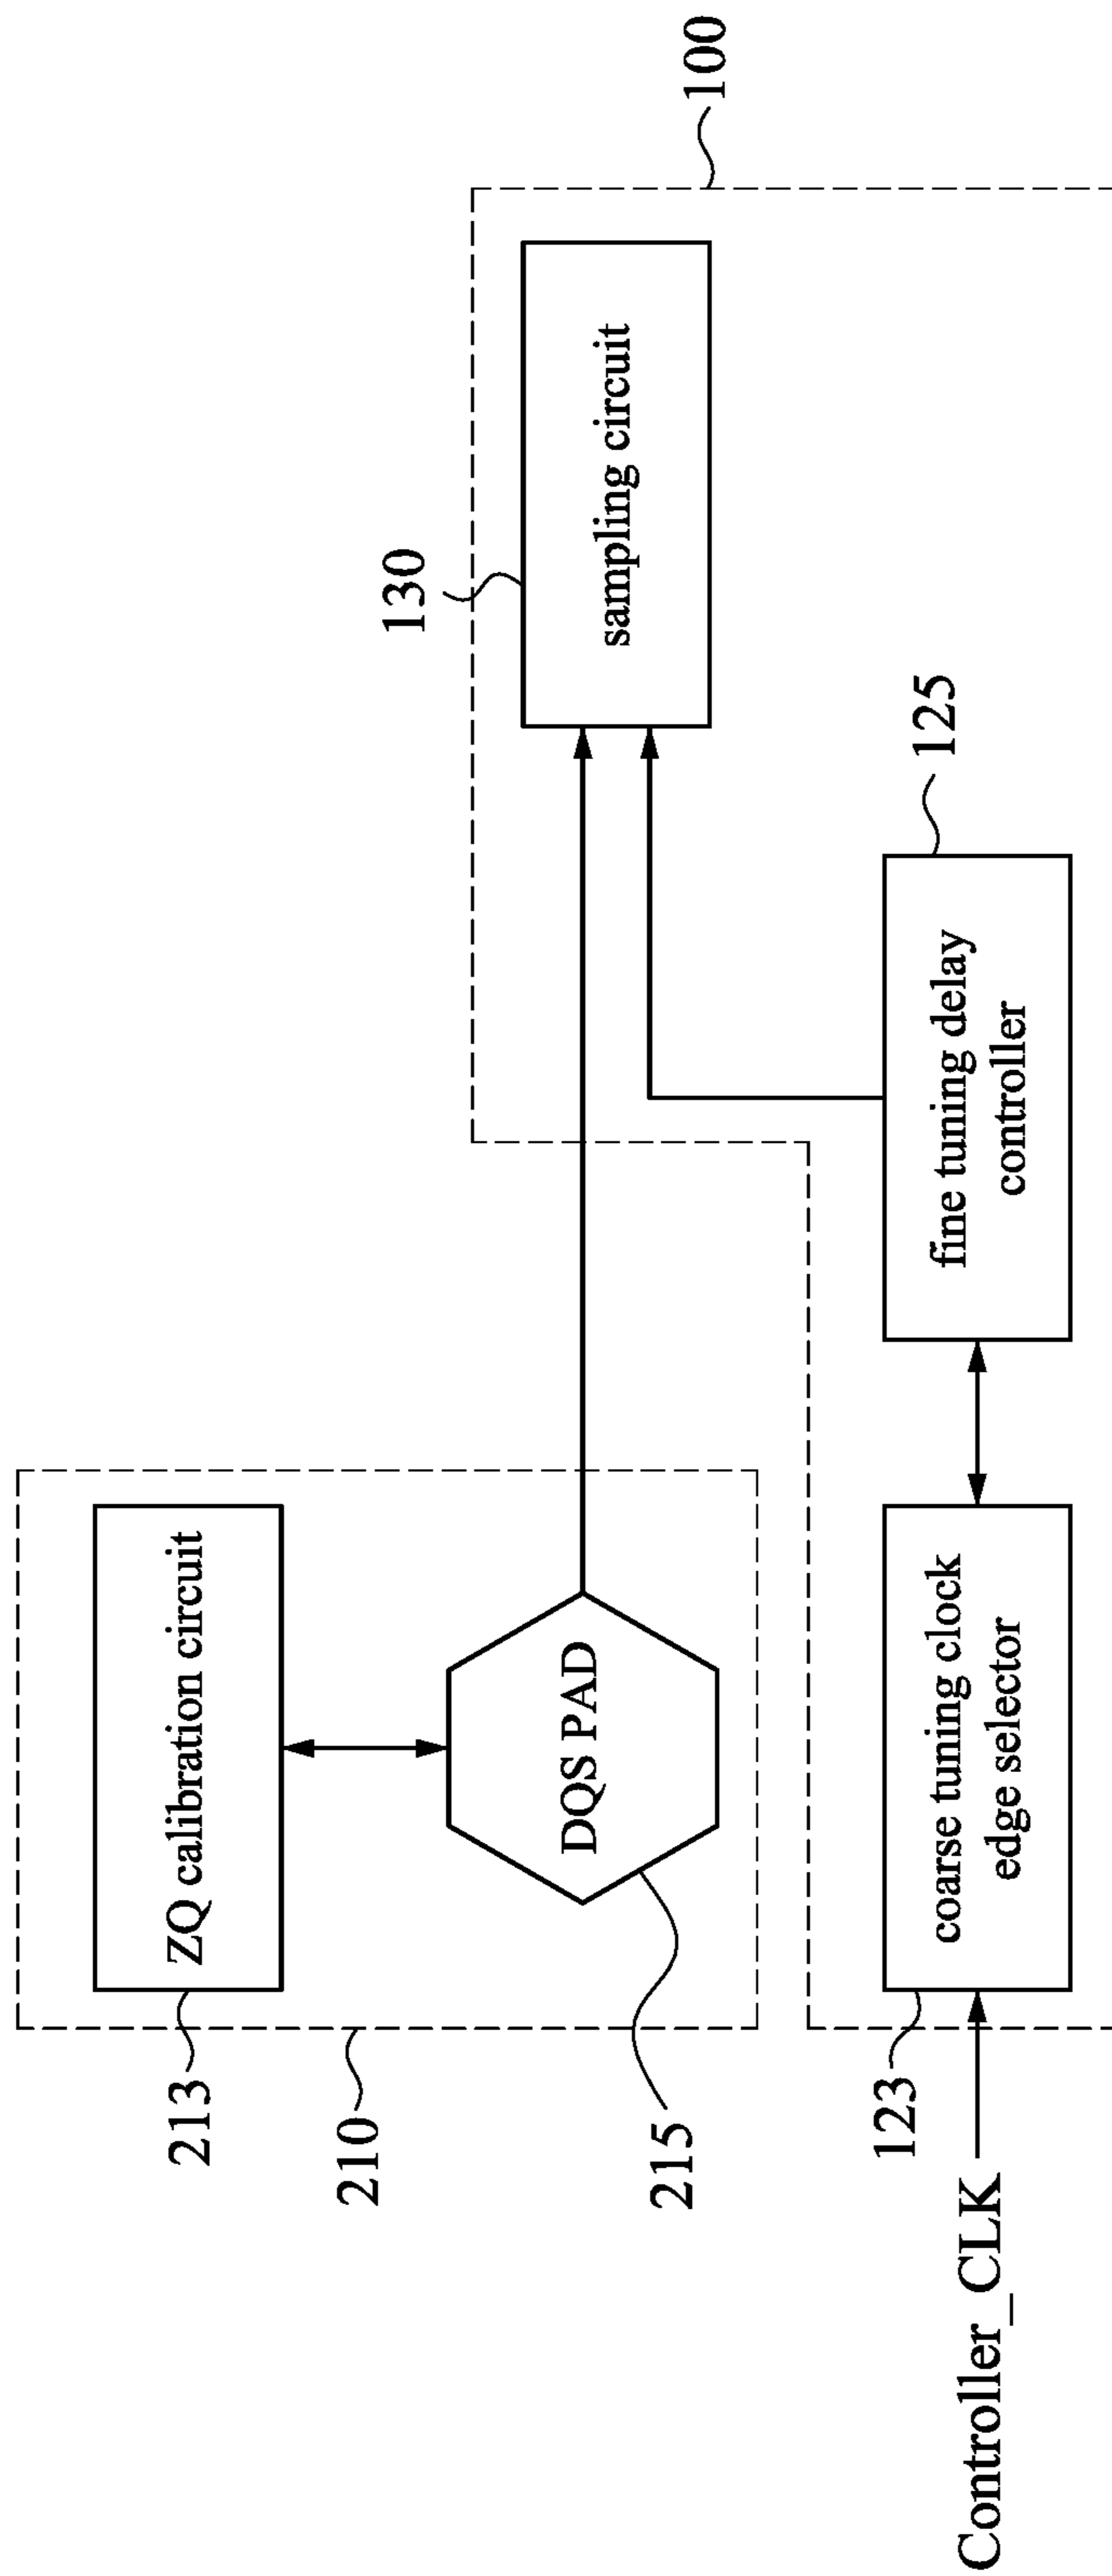 213
ZQ calibration circuit
210
DQS PAD
215
130
sampling circuit
100
125
fine tuning delay
controller
123
coarse tuning clock
edge selector
Controller_CLK